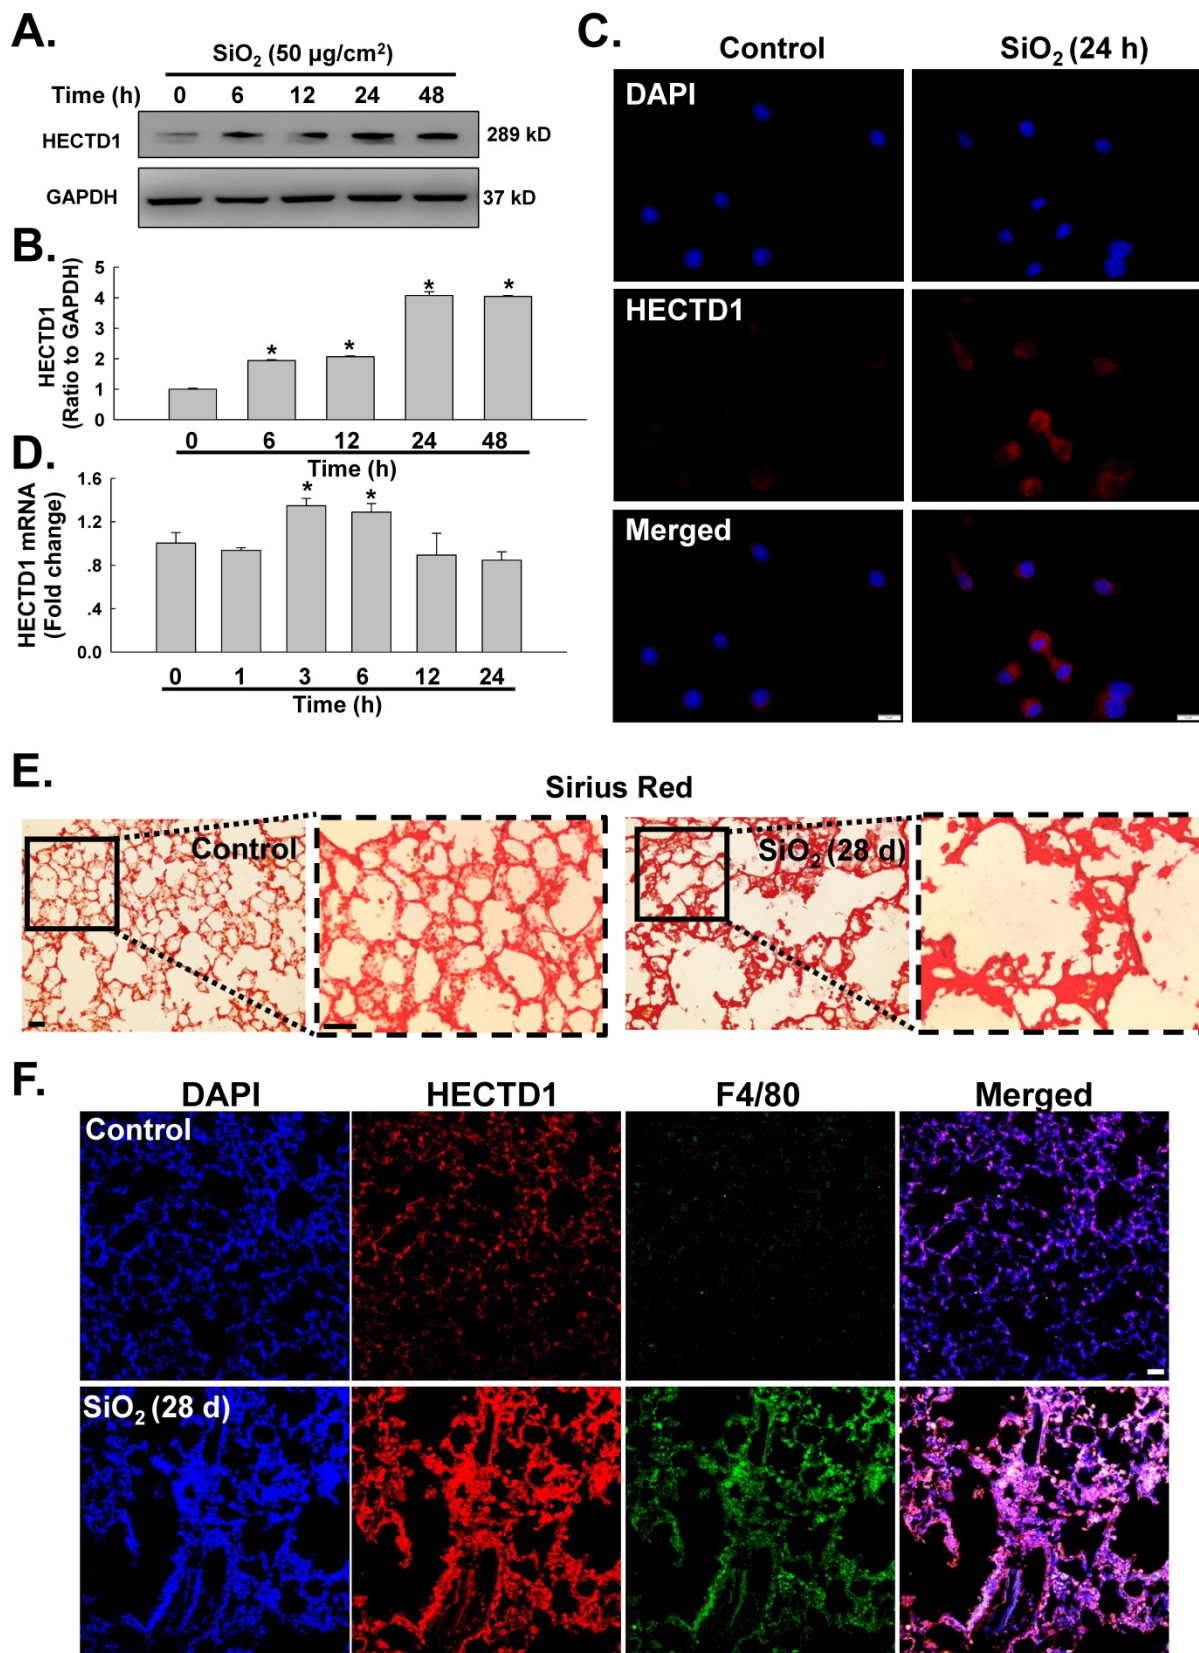 A.
SiO2 (50 µg/cm2)
Time (h) 0 6 12 24 48
HECTD1 289 kD
GAPDH 37 kD
B.
HECTD1
(Ratio to GAPDH)
5
4
3
2
1
0
* * * *
0 6 12 24 48
Time (h)
D.
HECTD1 mRNA
(Fold change)
1.6
1.2
.8
.4
0.0
* *
0 1 3 6 12 24
Time (h)
C.
Control SiO2 (24 h)
DAPI
HECTD1
Merged
E.
Sirius Red
Control
SiO2 (28 d)
F.
DAPI HECTD1 F4/80 Merged
Control
SiO2 (28 d)